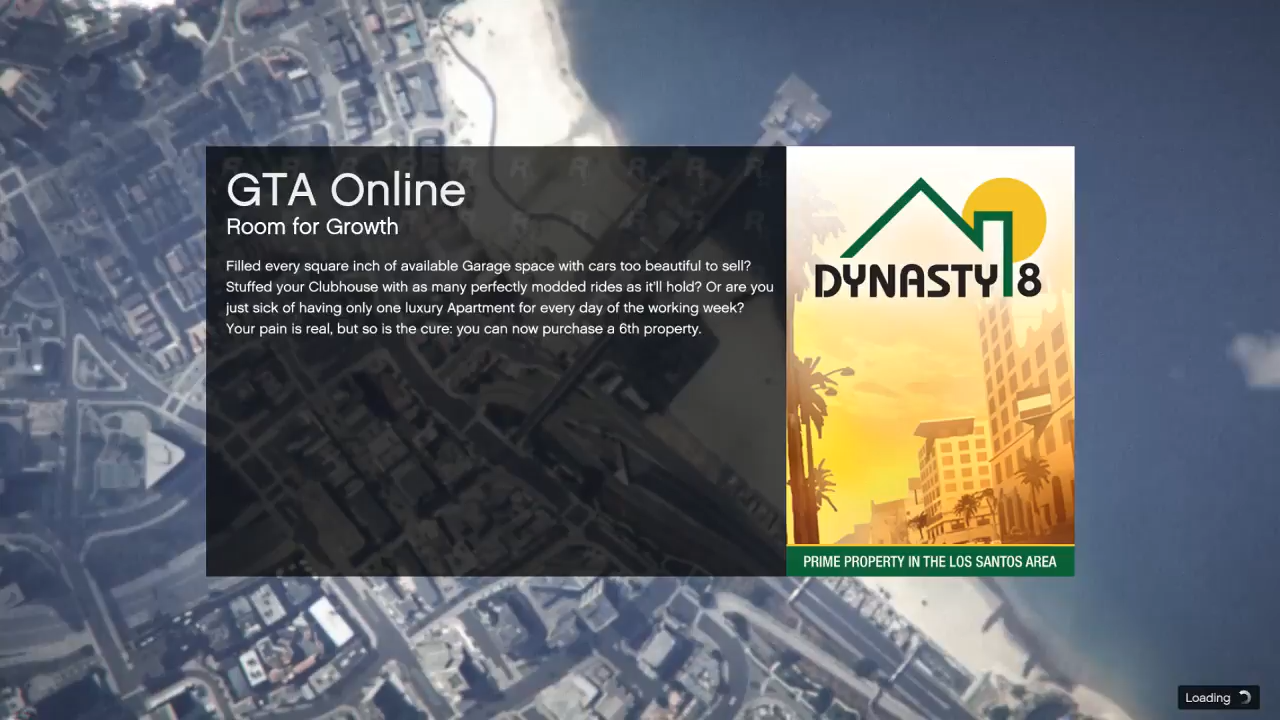 GTA Online
Room for Growth
Filled every square inch of available Garage space with cars too beautiful to sell?
Stuffed your Clubhouse with as many perfectly modded rides as it'll hold? Or are you
just sick of having only one luxury Apartment for every day of the working week?
Your pain is real, but so is the cure: you can now purchase a 6th property.
DYNASTY 8
PRIME PROPERTY IN THE LOS SANTOS AREA
Loading